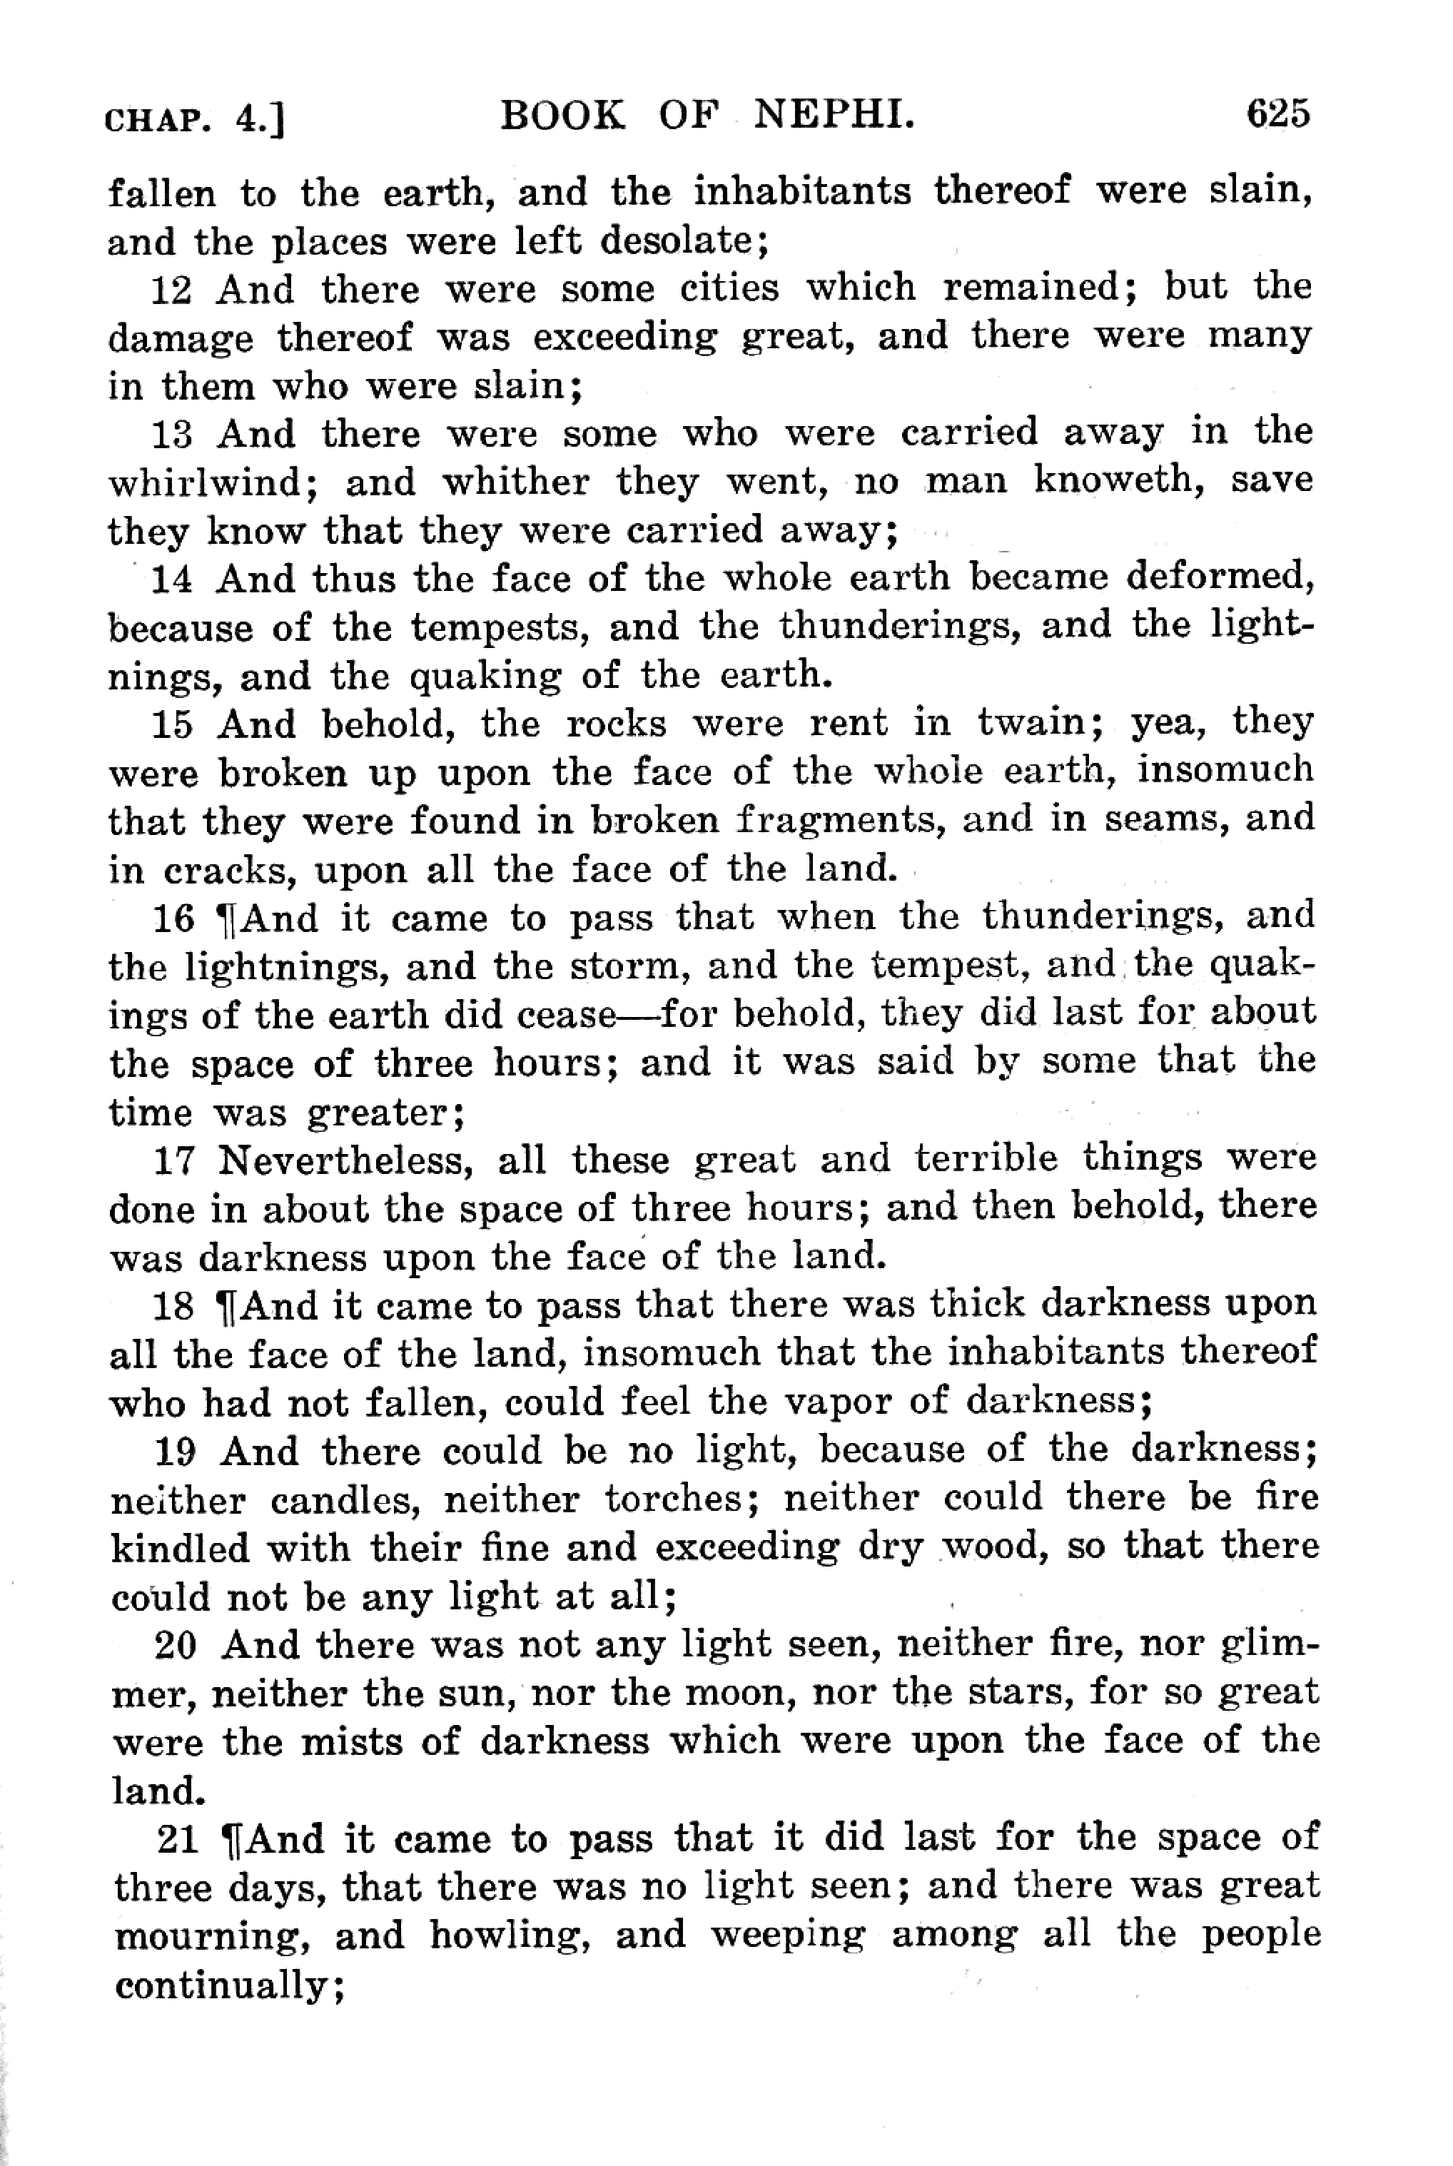 CHAP. 4.] BOOK OF NEPHI. 625
fallen to the earth, and the inhabitants thereof were slain,
and the places were left desolate;
12 And there were some cities which remained; but the
damage thereof was exceeding great, and there were many
in them who were slain;
13 And there were some who were carried away in the
whirlwind; and whither they went, no man knoweth, save
they know that they were carried away;
14 And thus the face of the whole earth became deformed,
because of the tempests, and the thunderings, and the light-
nings, and the quaking of the earth.
15 And behold, the rocks were rent in twain; yea, they
were broken up upon the face of the whole earth, insomuch
that they were found in broken fragments, and in seams, and
in cracks, upon all the face of the land.
16 ¶And it came to pass that when the thunderings, and
the lightnings, and the storm, and the tempest, and the quak-
ings of the earth did cease—for behold, they did last for about
the space of three hours; and it was said by some that the
time was greater;
17 Nevertheless, all these great and terrible things were
done in about the space of three hours; and then behold, there
was darkness upon the face of the land.
18 ¶And it came to pass that there was thick darkness upon
all the face of the land, insomuch that the inhabitants thereof
who had not fallen, could feel the vapor of darkness;
19 And there could be no light, because of the darkness;
neither candles, neither torches; neither could there be fire
kindled with their fine and exceeding dry wood, so that there
could not be any light at all;
20 And there was not any light seen, neither fire, nor glim-
mer, neither the sun, nor the moon, nor the stars, for so great
were the mists of darkness which were upon the face of the
land.
21 ¶And it came to pass that it did last for the space of
three days, that there was no light seen; and there was great
mourning, and howling, and weeping among all the people
continually;